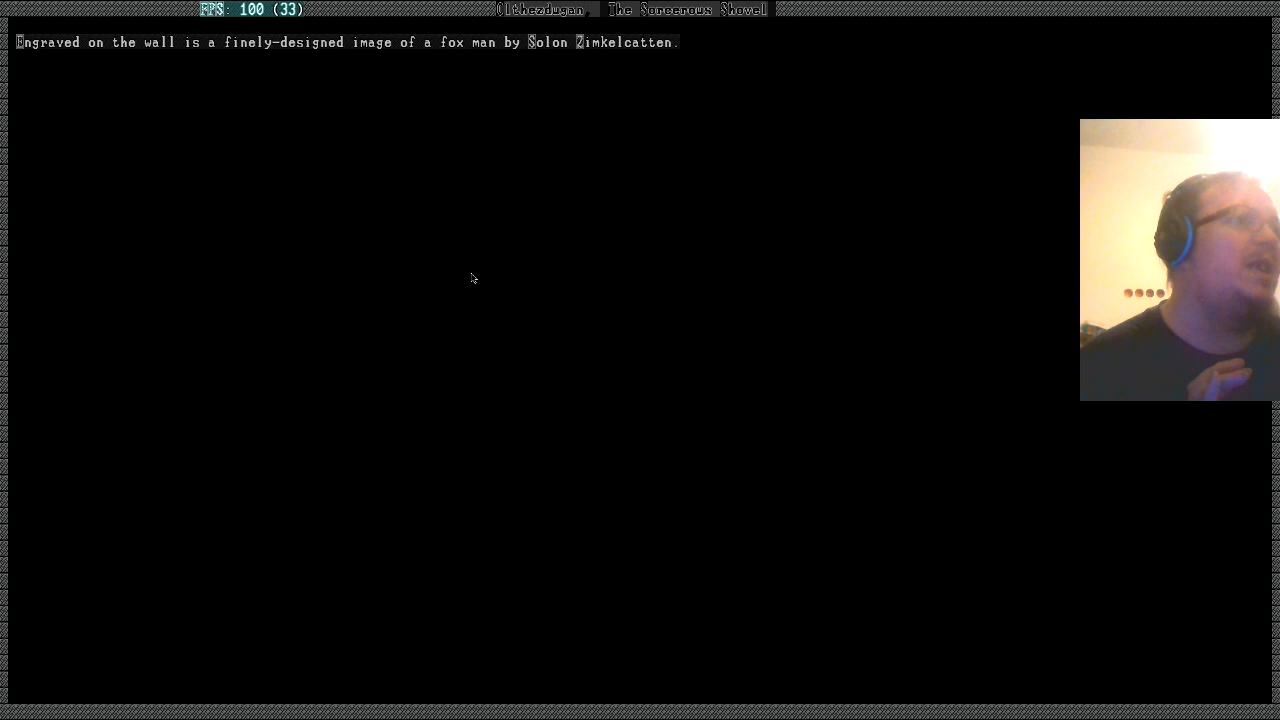 FPS: 100 (33) Olthezdugan, The Sorcerous Shovel
Engraved on the wall is a finely-designed image of a fox man by Solon Zimkelcatten.